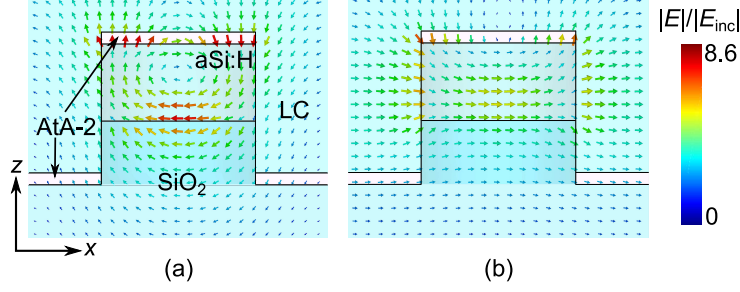 |E|/|E_inc|
8.6
aSi:H
LC
AtA-2
z
SiO₂
0
x
(a)
(b)